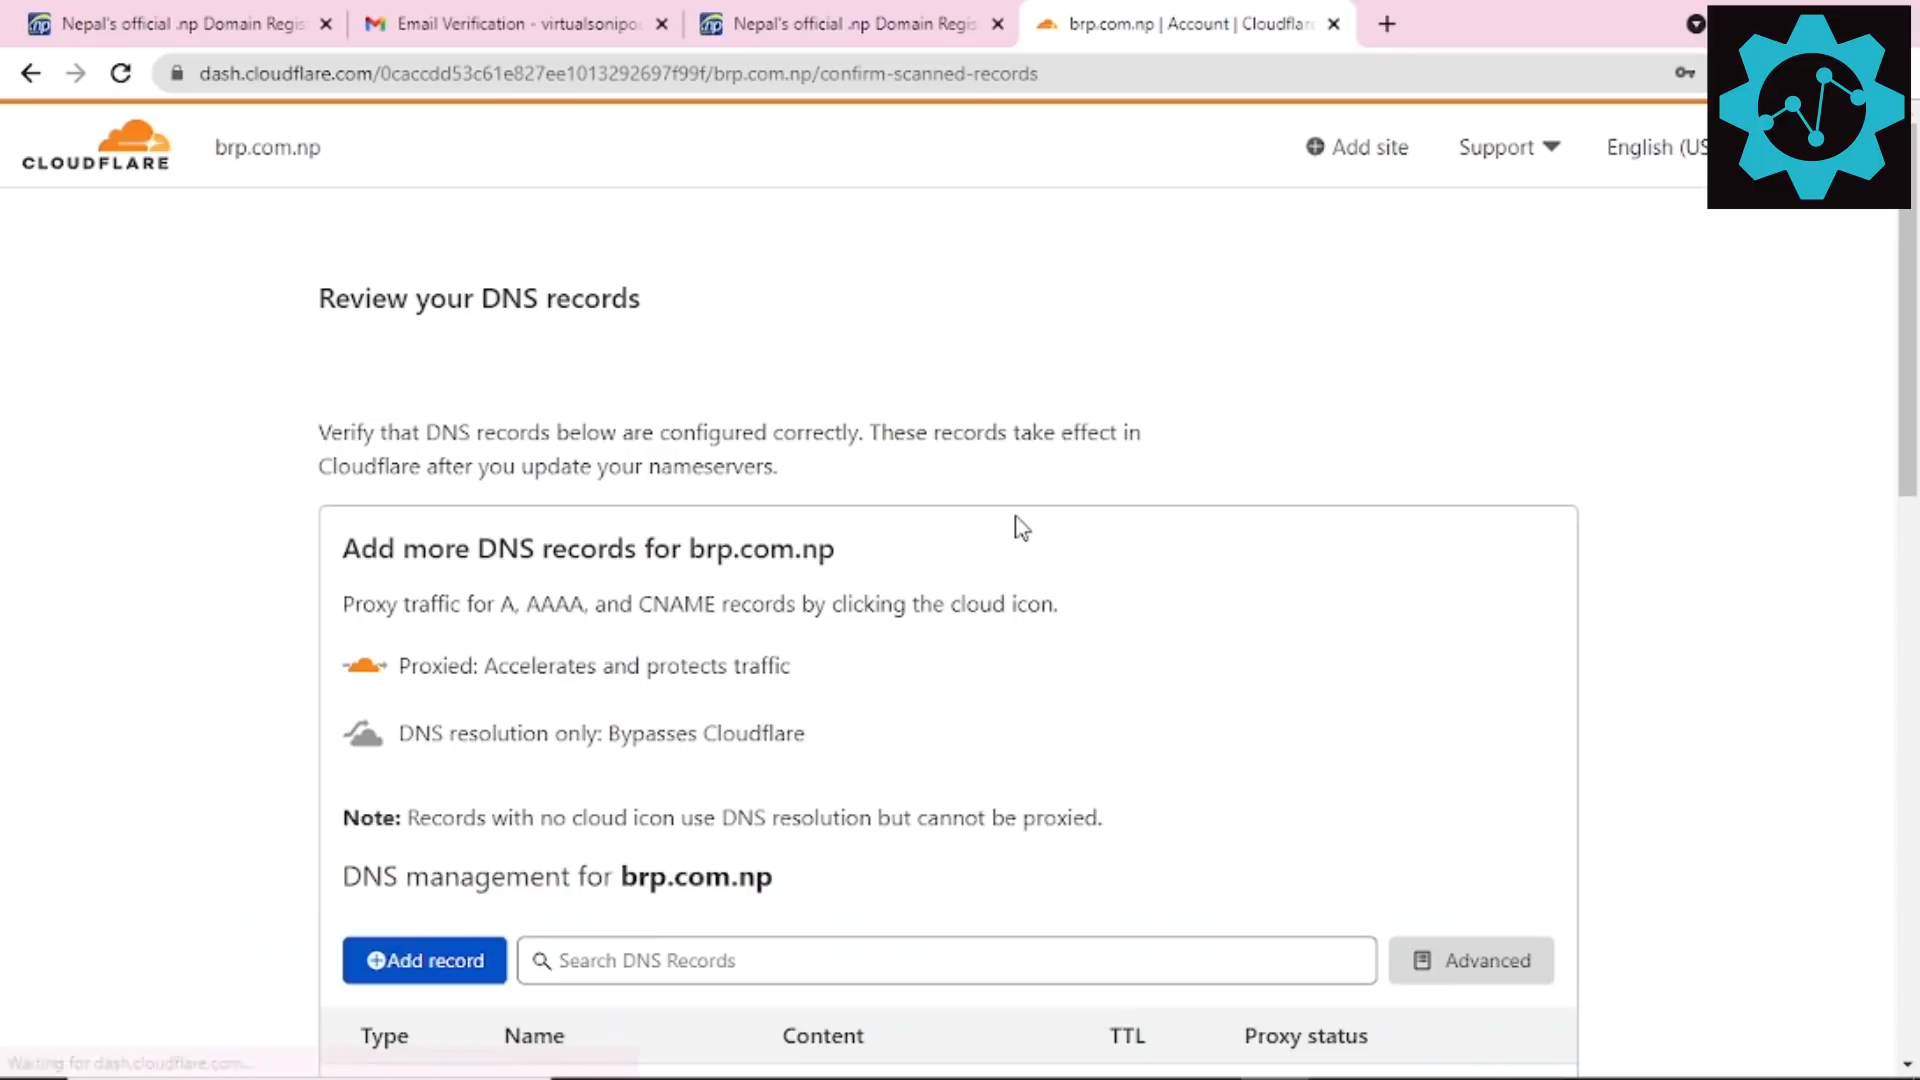 Nepal's official .np Domain Regis
Email Verification - virtualsonipo
Nepal's official .np Domain Regis
brp.com.np | Account | Cloudflar
dash.cloudflare.com/0caccdd53c61e827ee1013292697f99f/brp.com.np/confirm-scanned-records
CLOUDFLARE
brp.com.np
Add site
Support
English (US
Review your DNS records
Verify that DNS records below are configured correctly. These records take effect in
Cloudflare after you update your nameservers.
Add more DNS records for brp.com.np
Proxy traffic for A, AAAA, and CNAME records by clicking the cloud icon.
Proxied: Accelerates and protects traffic
DNS resolution only: Bypasses Cloudflare
Note: Records with no cloud icon use DNS resolution but cannot be proxied.
DNS management for brp.com.np
Add record
Search DNS Records
Advanced
Type Name Content TTL Proxy status
Waiting for dash.cloudflare.com...